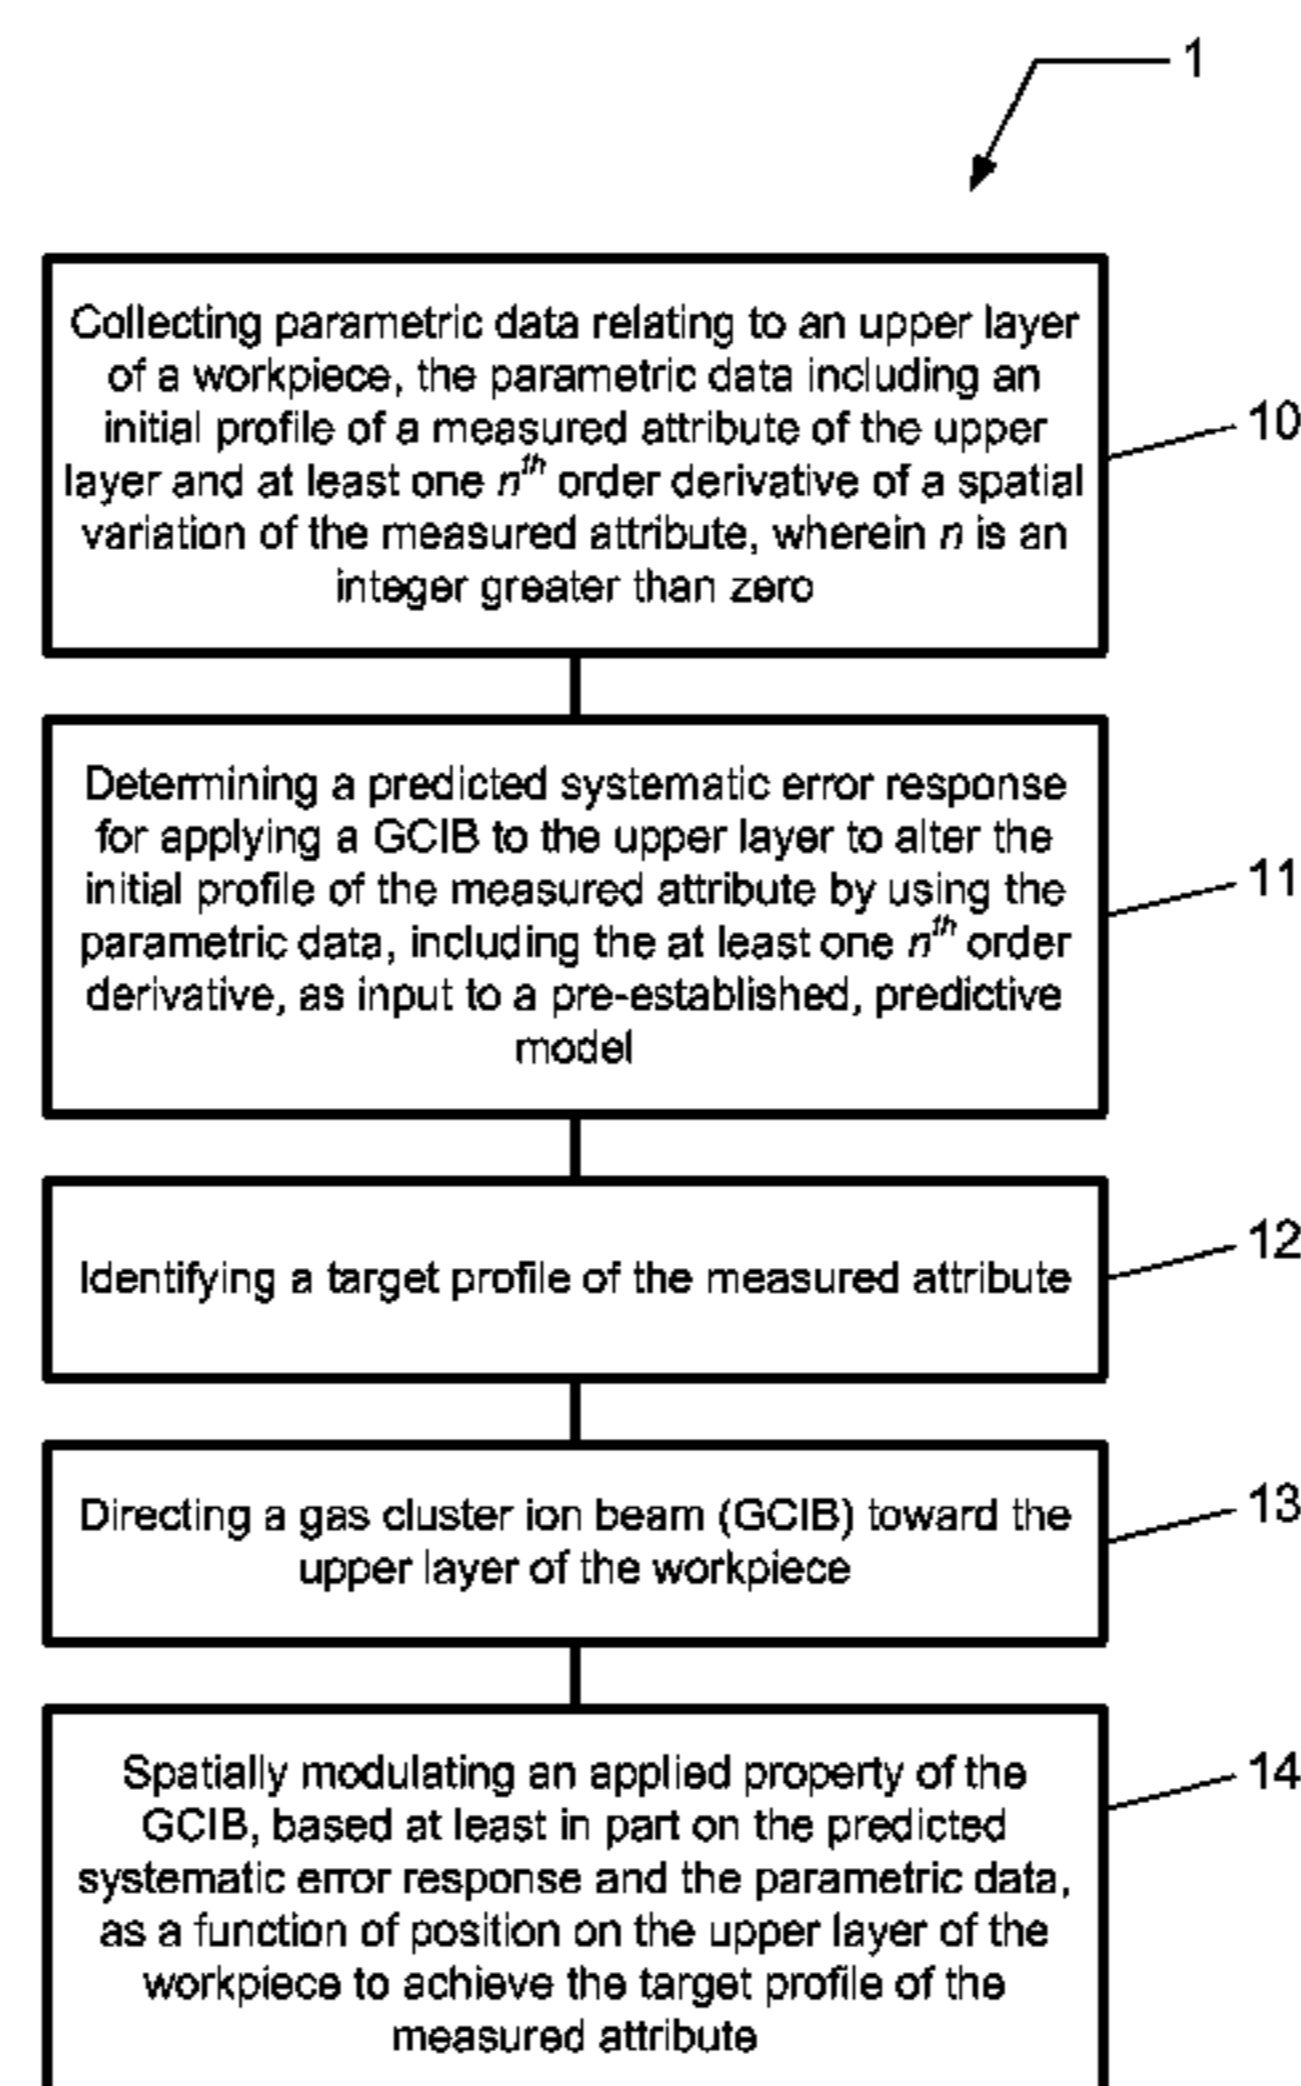 1
Collecting parametric data relating to an upper layer
of a workpiece, the parametric data including an
initial profile of a measured attribute of the upper
layer and at least one nth order derivative of a spatial
variation of the measured attribute, wherein n is an
integer greater than zero
10
Determining a predicted systematic error response
for applying a GCIB to the upper layer to alter the
initial profile of the measured attribute by using the
parametric data, including the at least one nth order
derivative, as input to a pre-established, predictive
model
11
Identifying a target profile of the measured attribute
12
Directing a gas cluster ion beam (GCIB) toward the
upper layer of the workpiece
13
Spatially modulating an applied property of the
GCIB, based at least in part on the predicted
systematic error response and the parametric data,
as a function of position on the upper layer of the
workpiece to achieve the target profile of the
measured attribute
14